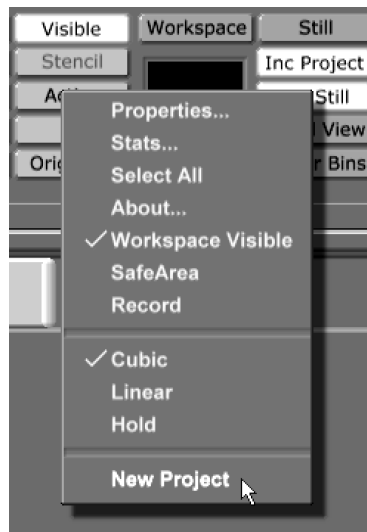 Visible Workspace Still
Stencil Inc Project
Still
View
Bins
Properties...
Stats...
Select All
About...
Workspace Visible
SafeArea
Record
Cubic
Linear
Hold
New Project